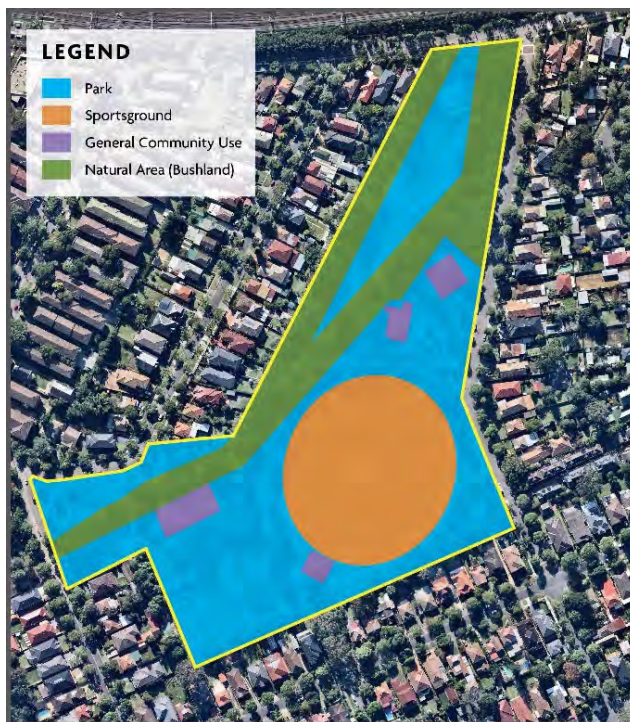 LEGEND
Park
Sportsground
General Community Use
Natural Area (Bushland)